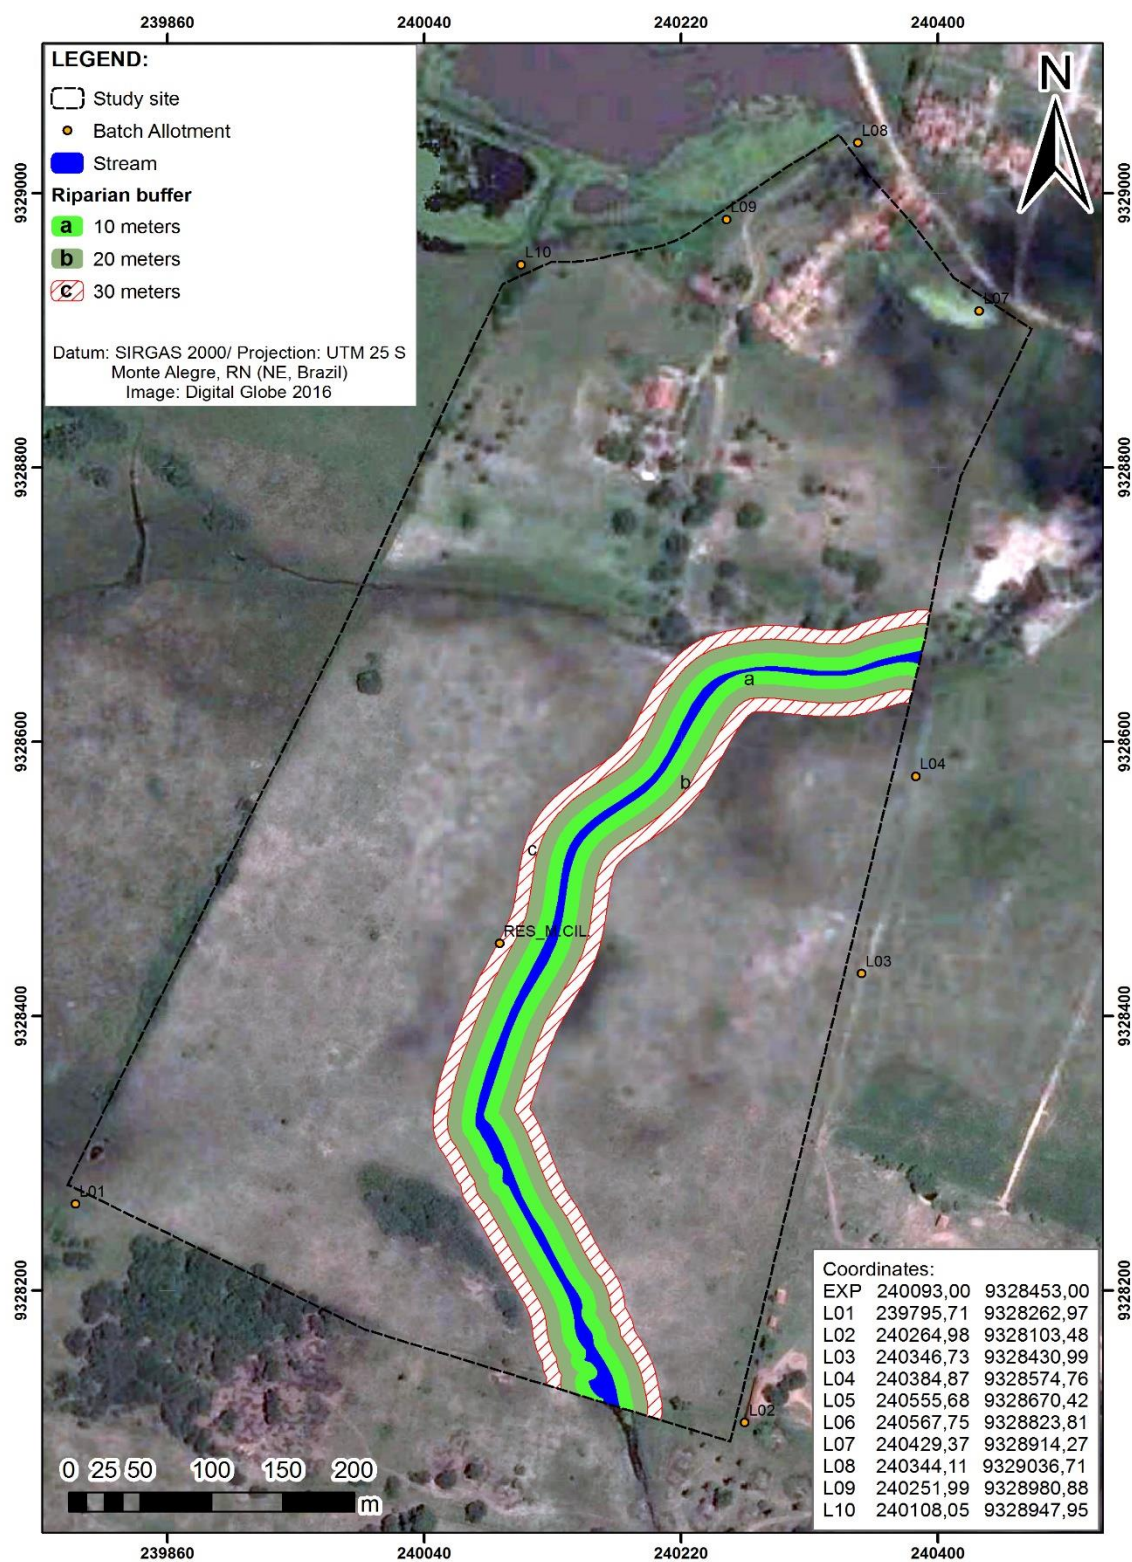 239860 240040 240220 240400
LEGEND:
Study site
Batch Allotment
Stream
Riparian buffer
a 10 meters
b 20 meters
c 30 meters
Datum: SIRGAS 2000/ Projection: UTM 25 S
Monte Alegre, RN (NE, Brazil)
Image: Digital Globe 2016
N
L08
9329000 9329000
L09
L10
L07
9328800 9328800
a
9328600 9328600
b
L04
c
RES_M.CIL.
L03
9328400 9328400
L01
9328200 9328200
L02
0 25 50 100 150 200
m
Coordinates:
EXP 240093,00 9328453,00
L01 239795,71 9328262,97
L02 240264,98 9328103,48
L03 240346,73 9328430,99
L04 240384,87 9328574,76
L05 240555,68 9328670,42
L06 240567,75 9328823,81
L07 240429,37 9328914,27
L08 240344,11 9329036,71
L09 240251,99 9328980,88
L10 240108,05 9328947,95
239860 240040 240220 240400